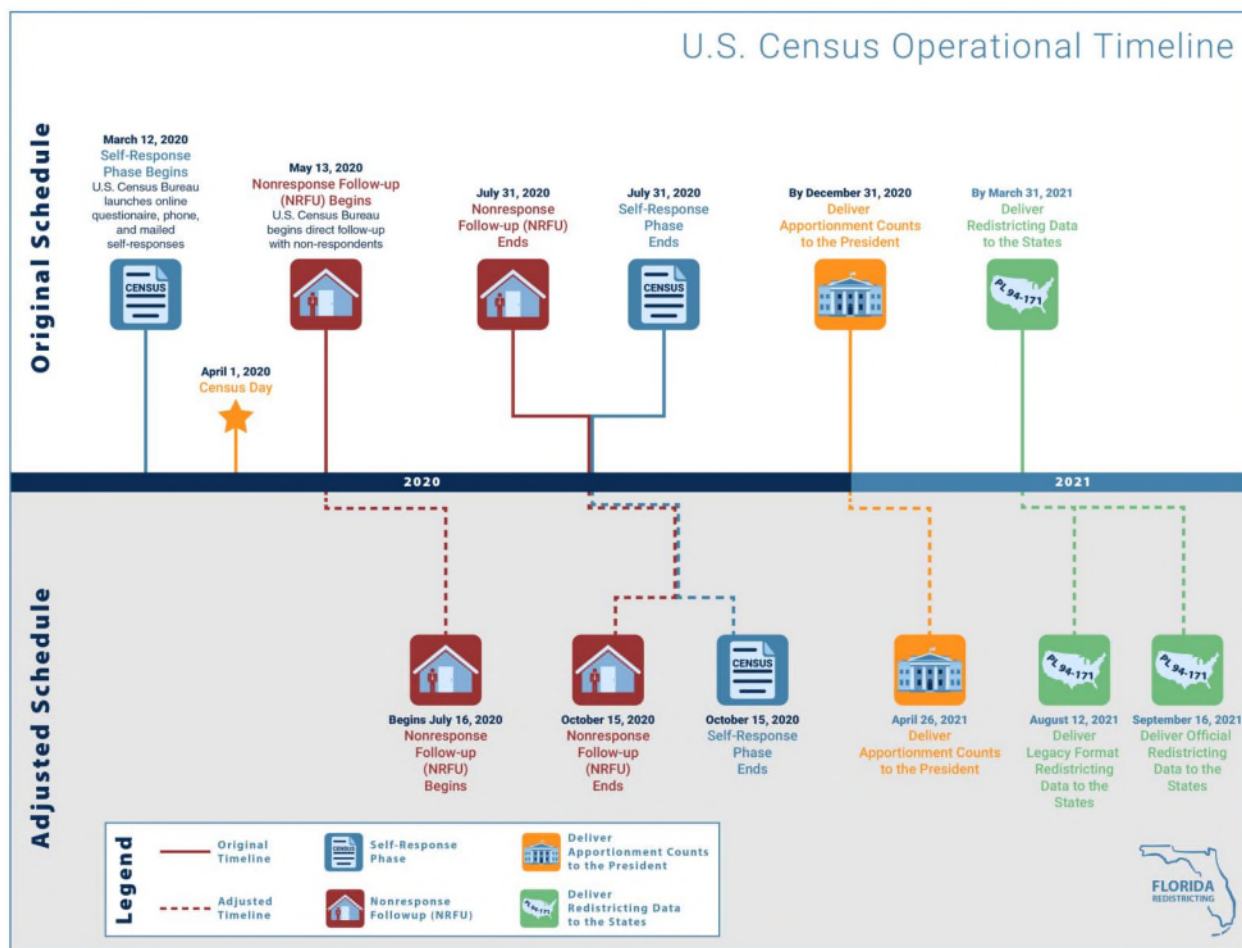 U.S. Census Operational Timeline
Original Schedule
March 12, 2020
Self-Response
Phase Begins
U.S. Census Bureau
launches online
questionaire, phone,
and mailed
self-responses
CENSUS
April 1, 2020
Census Day
May 13, 2020
Nonresponse Follow-up
(NRFU) Begins
U.S. Census Bureau
begins direct follow-up
with non-respondents
July 31, 2020
Nonresponse
Follow-up (NRFU)
Ends
July 31, 2020
Self-Response
Phase
Ends
CENSUS
By December 31, 2020
Deliver
Apportionment Counts
to the President
By March 31, 2021
Deliver
Redistricting Data
to the States
PL 94-171
2020
2021
Adjusted Schedule
Begins July 16, 2020
Nonresponse
Follow-up
(NRFU)
Begins
October 15, 2020
Nonresponse
Follow-up
(NRFU)
Ends
CENSUS
October 15, 2020
Self-Response
Phase
Ends
April 26, 2021
Deliver
Apportionment Counts
to the President
PL 94-171
August 12, 2021
Deliver
Legacy Format
Redistricting
Data to the
States
PL 94-171
September 16, 2021
Deliver Official
Redistricting
Data to the
States
Legend
Original
Timeline
Adjusted
Timeline
CENSUS
Self-Response
Phase
Nonresponse
Followup (NRFU)
Deliver
Apportionment Counts
to the President
PL 94-171
Deliver
Redistricting Data
to the States
FLORIDA
REDISTRICTING